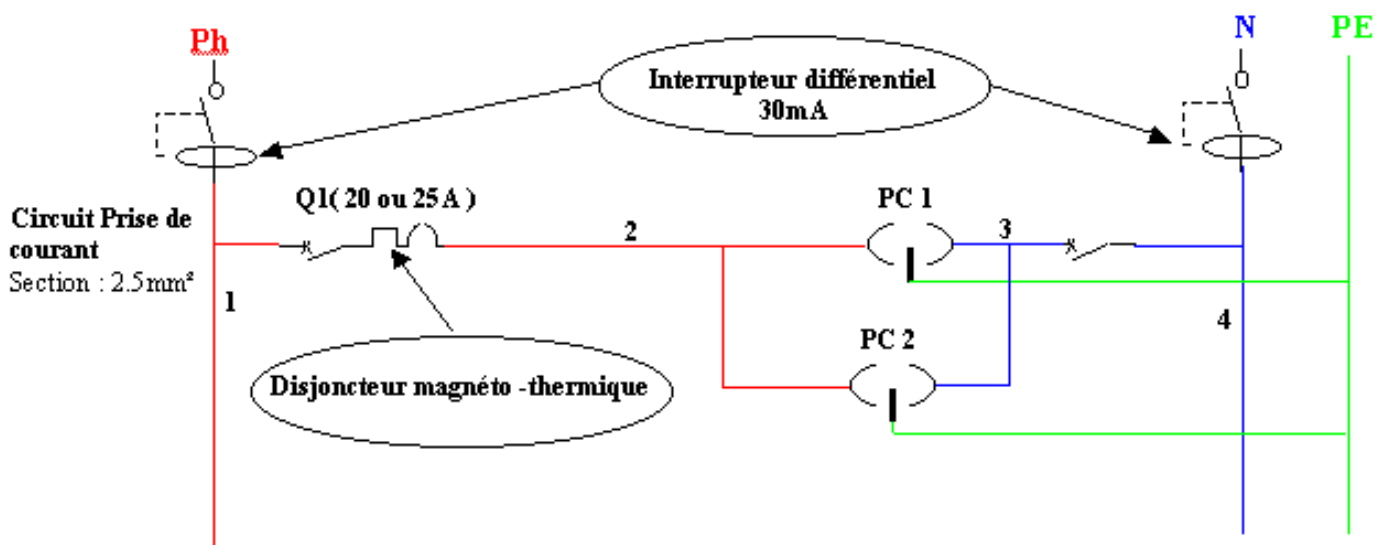 Ph
N
PE
Interrupteur différentiel
30mA
Q1( 20 ou 25A )
PC 1
Circuit Prise de
courant
Section : 2.5mm²
2
3
1
4
PC 2
Disjoncteur magnéto -thermique